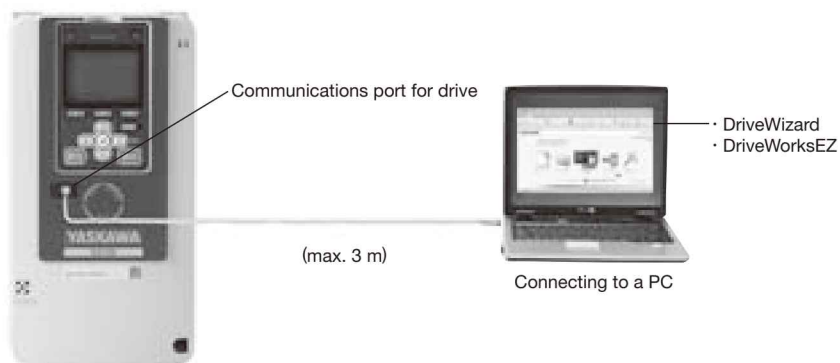 Communications port for drive
· DriveWizard
· DriveWorksEZ
YASKAWA
(max. 3 m)
Connecting to a PC